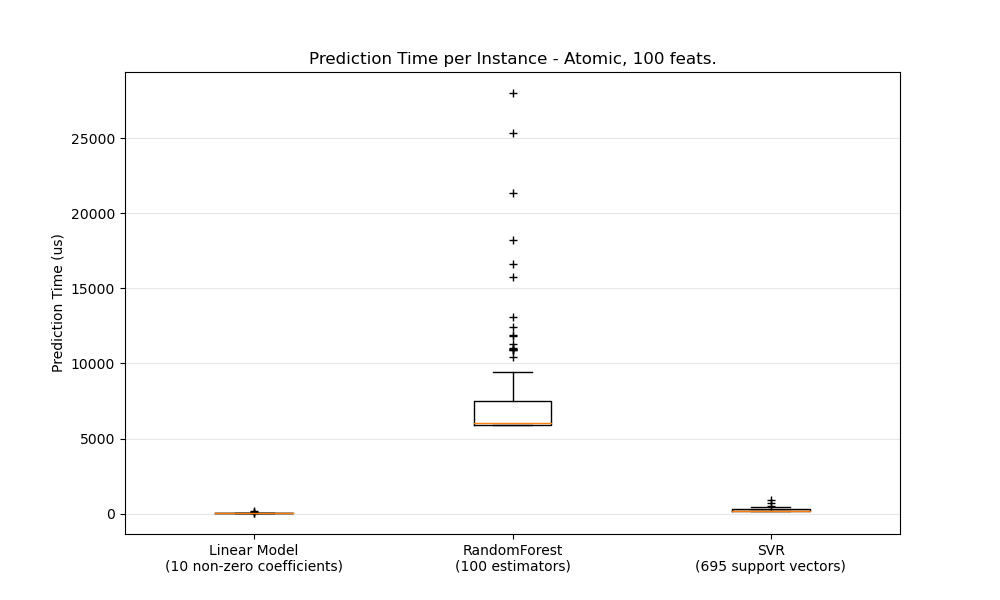 Prediction Time per Instance - Atomic, 100 feats.
Prediction Time (us)
25000
20000
15000
10000
5000
0
Linear Model
(10 non-zero coefficients)
RandomForest
(100 estimators)
SVR
(695 support vectors)